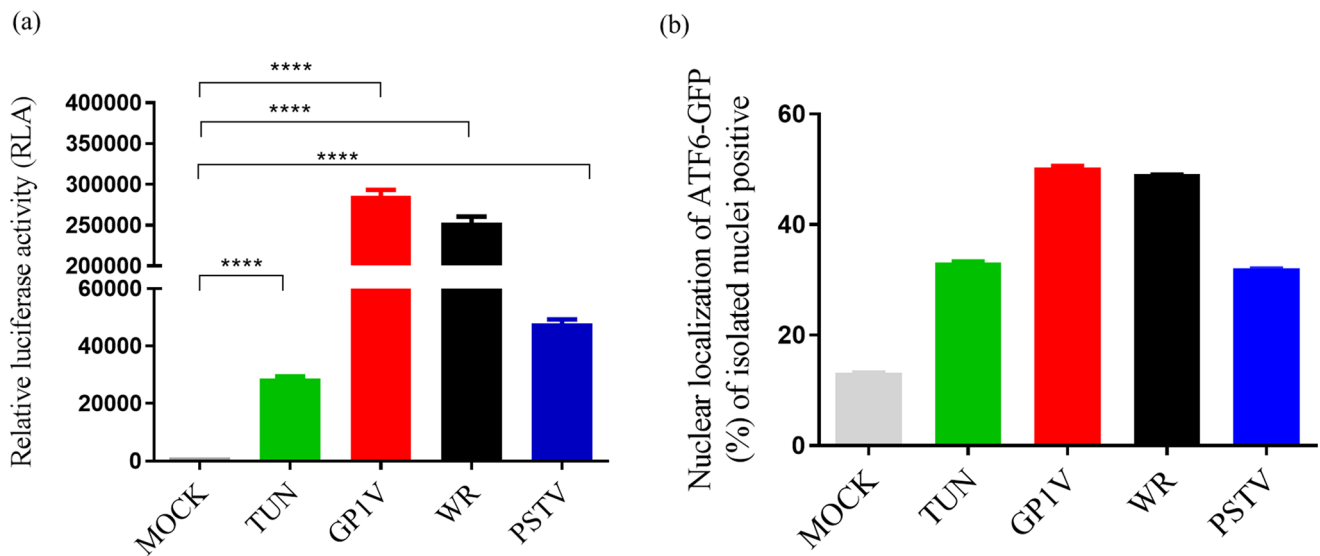 (a)
Relative luciferase activity (RLA)
400000
350000
300000
250000
200000
60000
40000
20000
0
****
****
****
****
MOCK
TUN
GP1V
WR
PSTV
(b)
Nuclear localization of ATF6-GFP
(%) of isolated nuclei positive
60
40
20
0
MOCK
TUN
GP1V
WR
PSTV